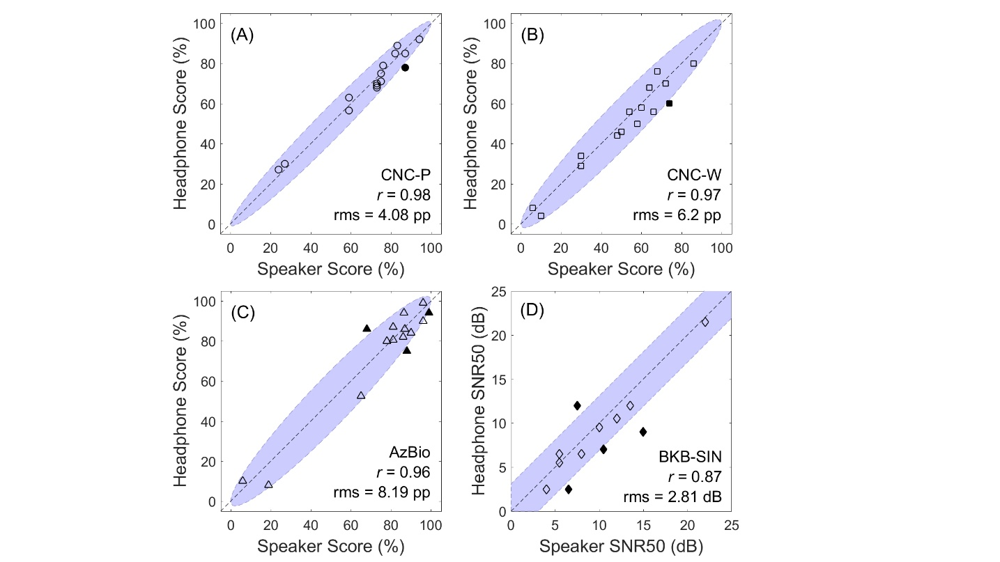 (A)
Headphone Score (%)
100
80
60
40
20
0
CNC-P
r = 0.98
rms = 4.08 pp
0 20 40 60 80 100
Speaker Score (%)
(B)
Headphone Score (%)
100
80
60
40
20
0
CNC-W
r = 0.97
rms = 6.2 pp
0 20 40 60 80 100
Speaker Score (%)
(C)
Headphone Score (%)
100
80
60
40
20
0
AzBio
r = 0.96
rms = 8.19 pp
0 20 40 60 80 100
Speaker Score (%)
(D)
Headphone SNR50 (dB)
25
20
15
10
5
0
BKB-SIN
r = 0.87
rms = 2.81 dB
0 5 10 15 20 25
Speaker SNR50 (dB)